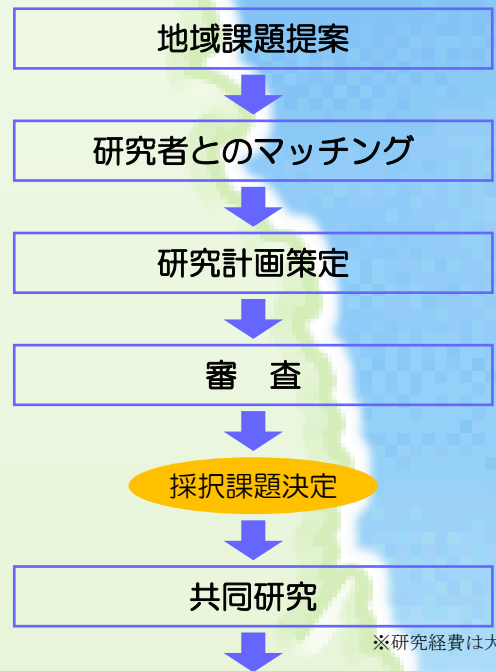 地域課題提案
研究者とのマッチング
研究計画策定
審　査
採択課題決定
共同研究
※研究経費は大